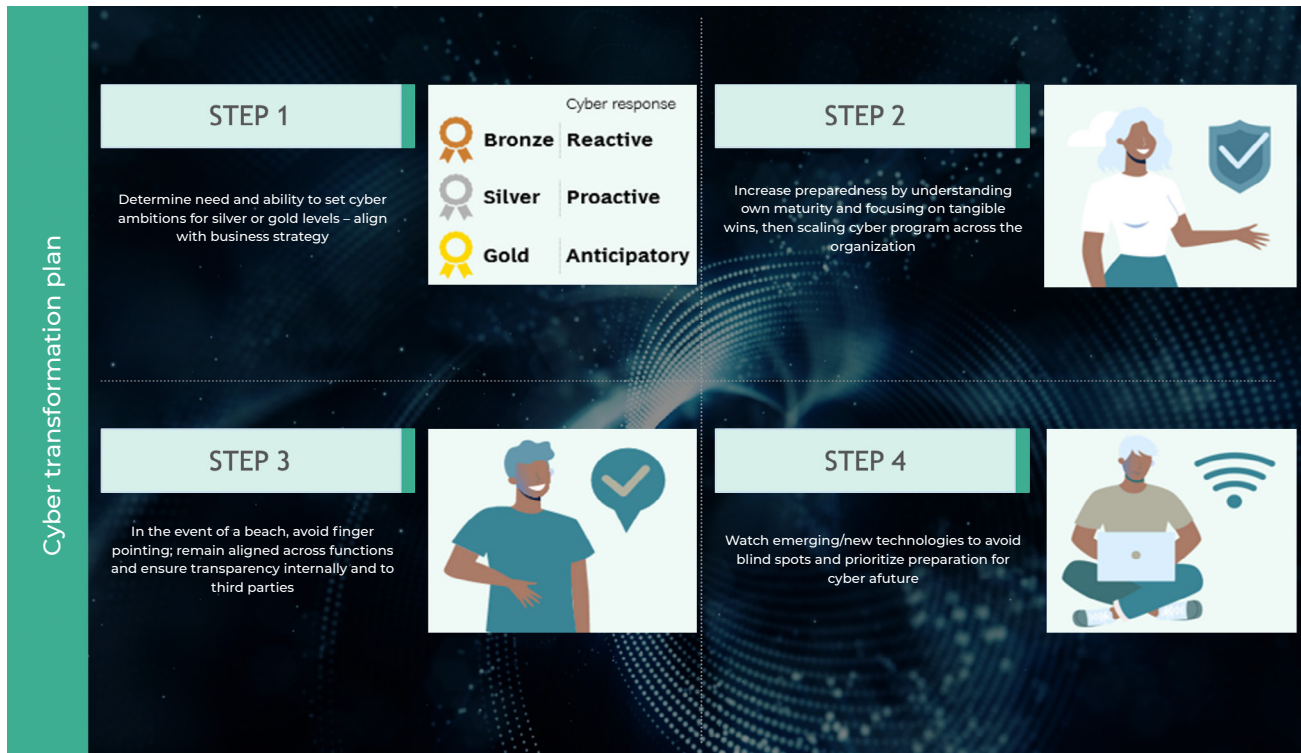 Cyber transformation plan
STEP 1
Determine need and ability to set cyber
ambitions for silver or gold levels – align
with business strategy
Cyber response
Bronze Reactive
Silver Proactive
Gold Anticipatory
STEP 2
Increase preparedness by understanding
own maturity and focusing on tangible
wins, then scaling cyber program across the
organization
STEP 3
In the event of a beach, avoid finger
pointing; remain aligned across functions
and ensure transparency internally and to
third parties
STEP 4
Watch emerging/new technologies to avoid
blind spots and prioritize preparation for
cyber afuture